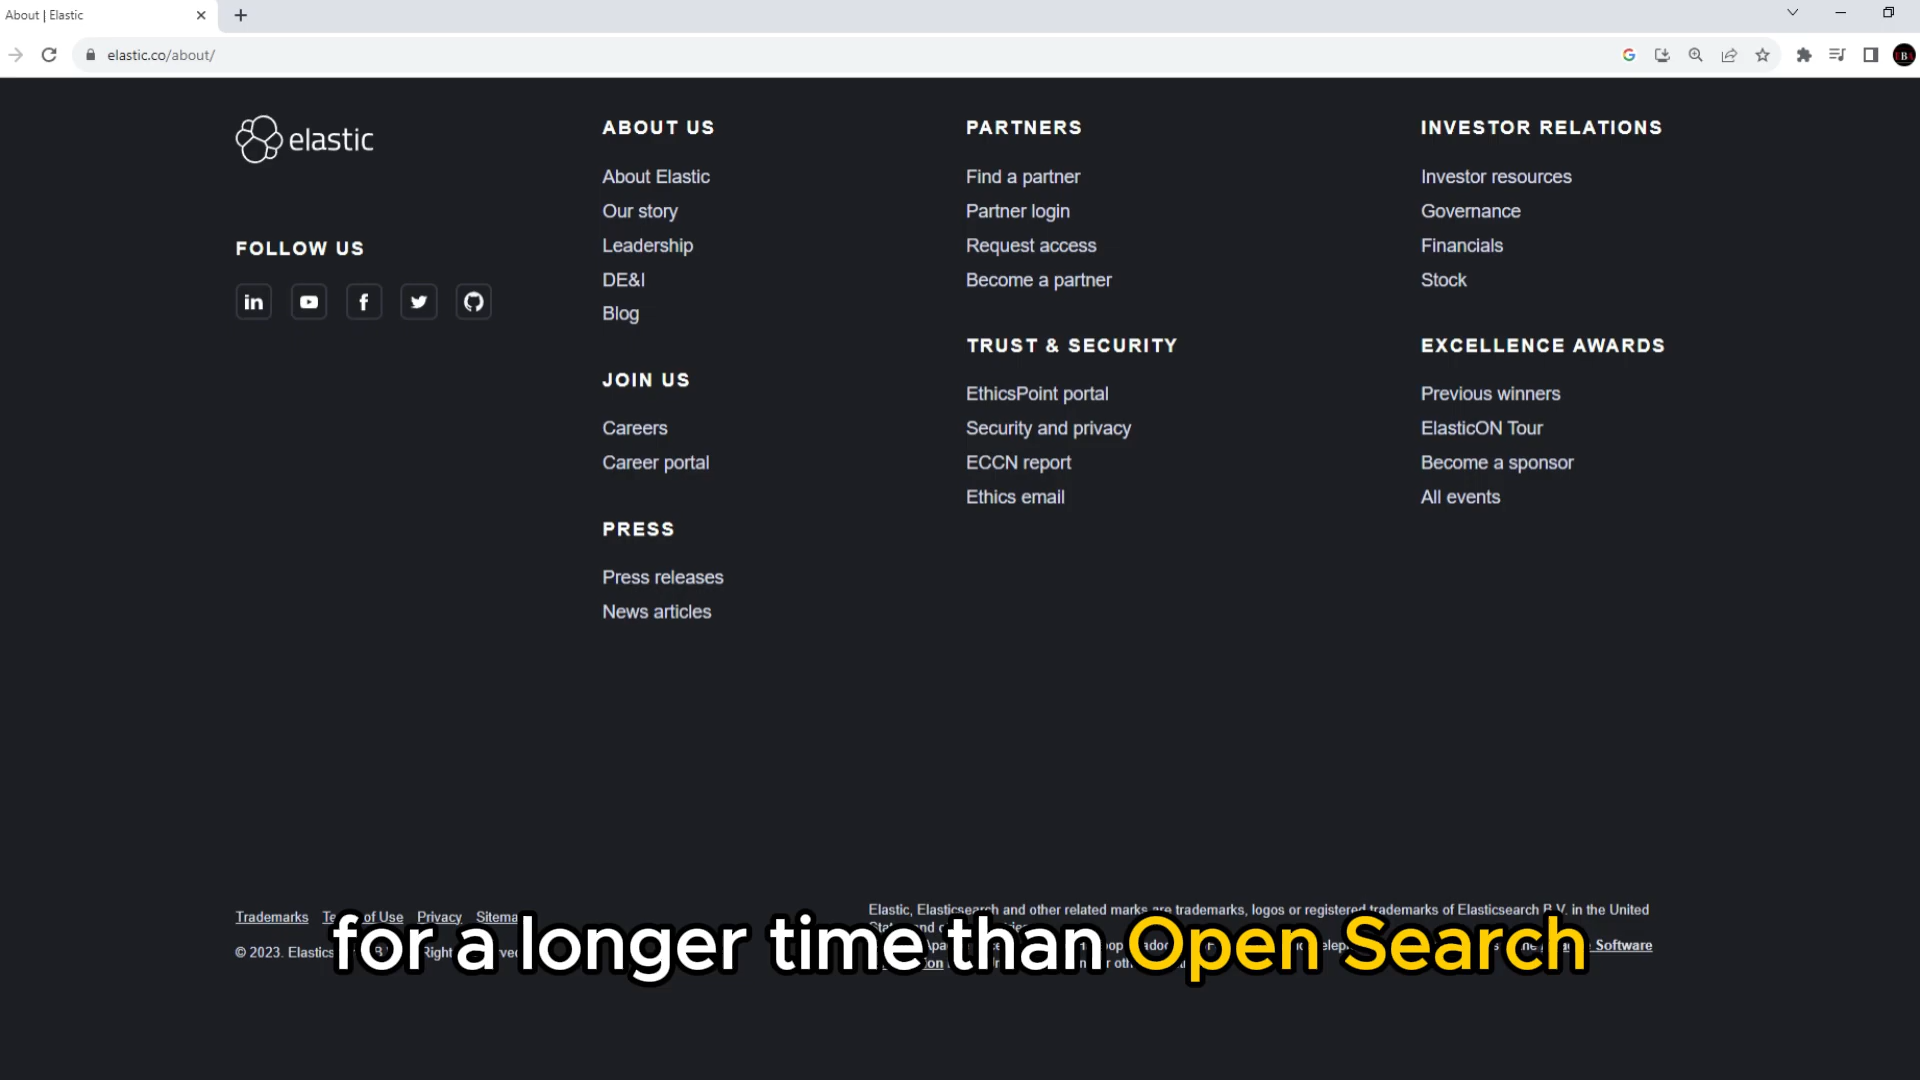 About | Elastic
elastic.co/about/
elastic
FOLLOW US
ABOUT US
About Elastic
Our story
Leadership
DE&I
Blog
JOIN US
Careers
Career portal
PRESS
Press releases
News articles
PARTNERS
Find a partner
Partner login
Request access
Become a partner
TRUST & SECURITY
EthicsPoint portal
Security and privacy
ECCN report
Ethics email
INVESTOR RELATIONS
Investor resources
Governance
Financials
Stock
EXCELLENCE AWARDS
Previous winners
ElasticON Tour
Become a sponsor
All events
Trademarks of Use Privacy
© 2023.
Elastic, Elasticsearch and other related marks are trademarks, logos or registered trademarks of Elasticsearch B.V. in the United
Software
for a longer time than Open Search